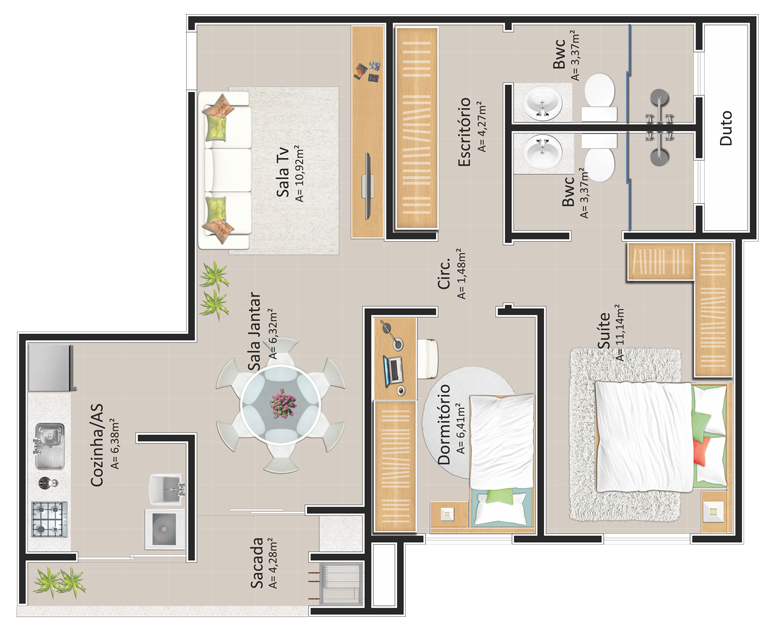 Sala Tv
A= 10,92m²
Escritório
A= 4,27m²
Bwc
A= 3,37m²
Duto
Bwc
A= 3,37m²
Circ.
A= 1,48m²
Sala Jantar
A= 6,32m²
Suíte
A= 11,14m²
Cozinha/AS
A= 6,38m²
Dormitório
A= 6,41m²
Sacada
A= 4,28m²